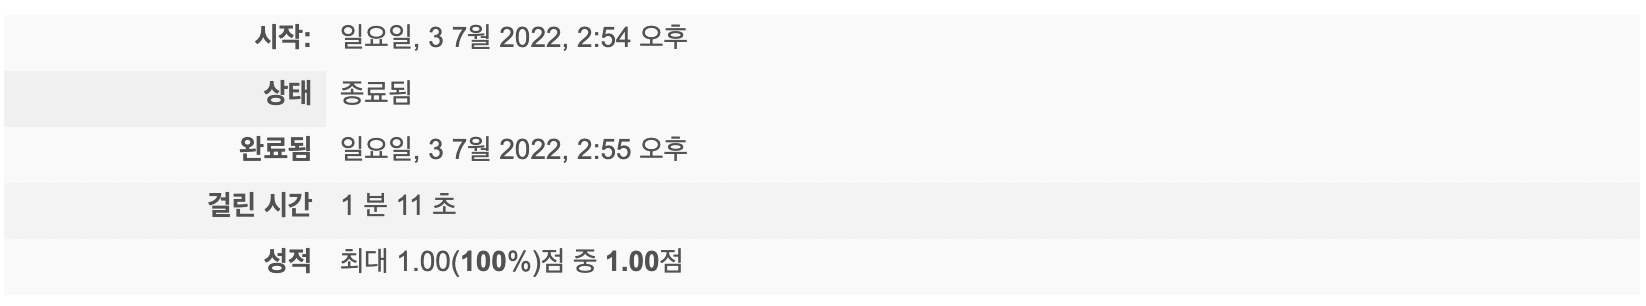 시작: 일요일, 3 7월 2022, 2:54 오후
상태 종료됨
완료됨 일요일, 3 7월 2022, 2:55 오후
걸린 시간 1 분 11 초
성적 최대 1.00(100%)점 중 1.00점